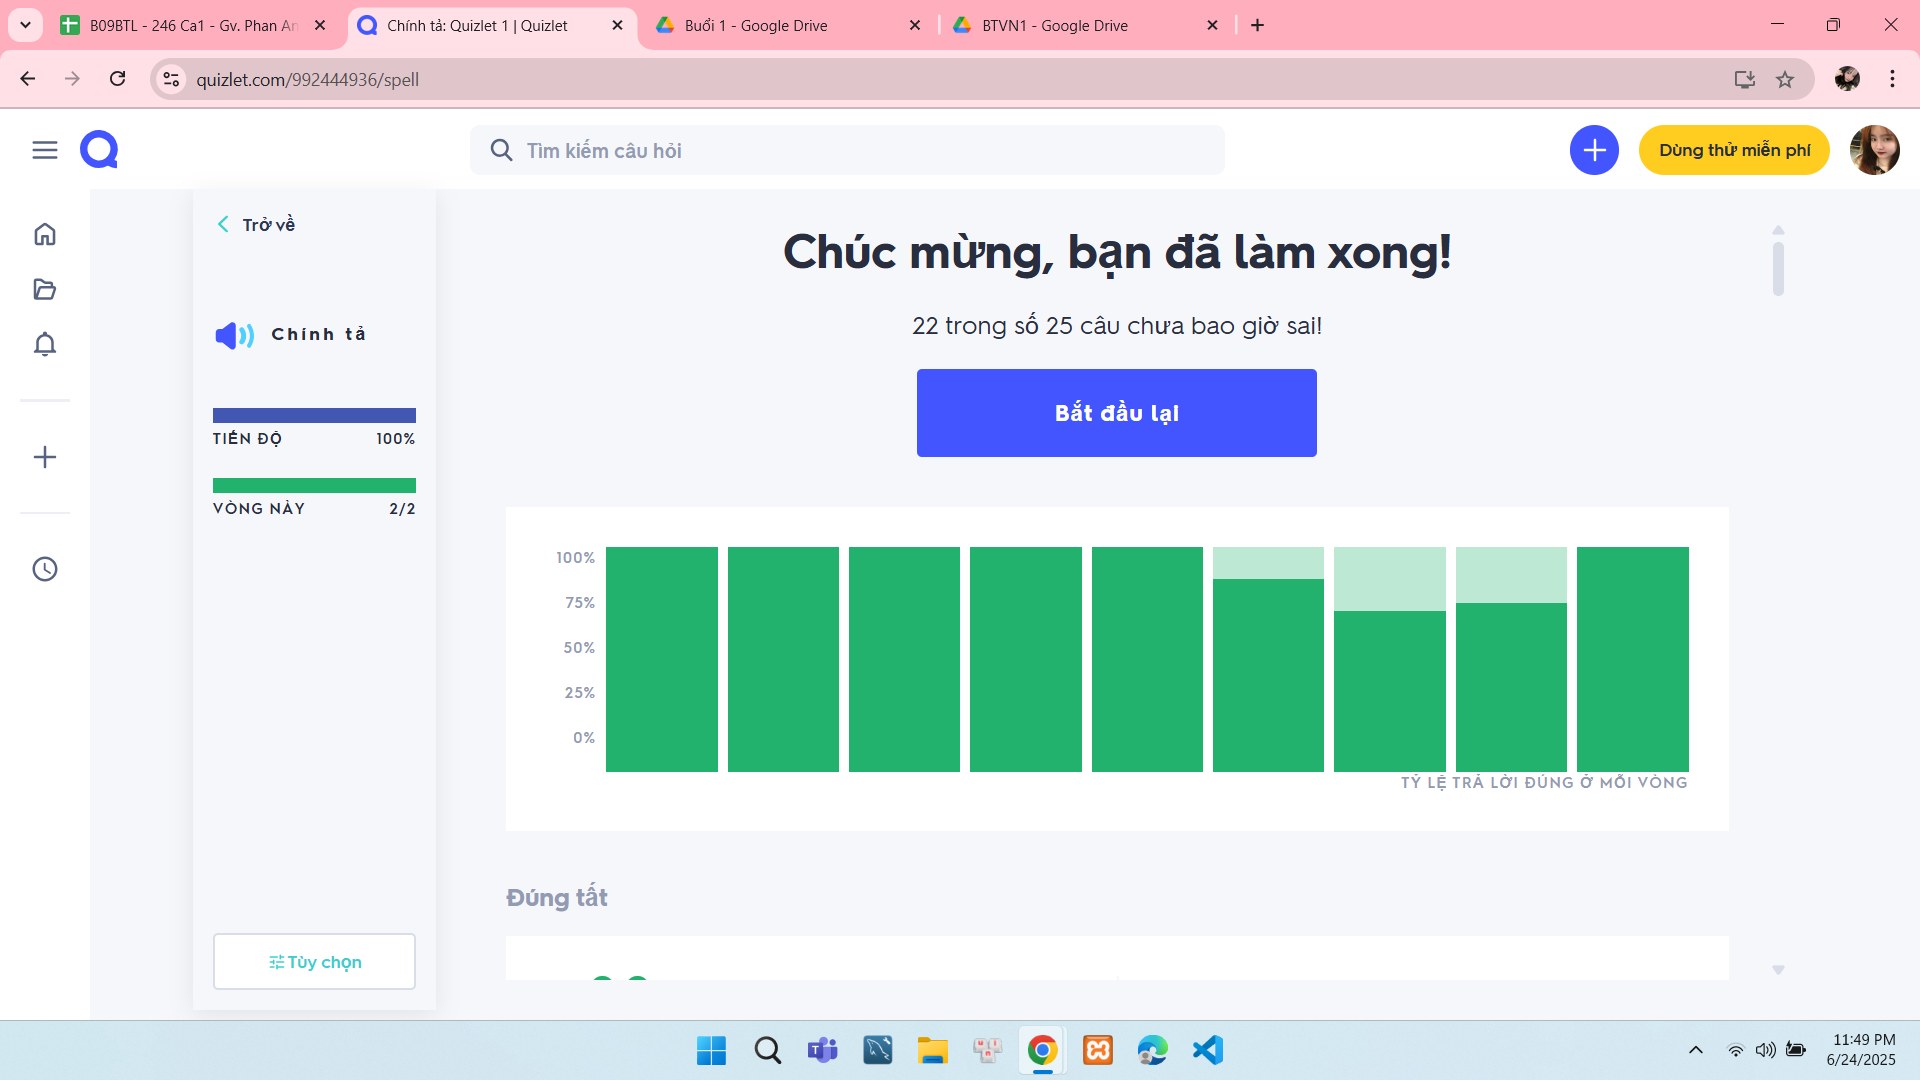 B09BTL - 246 Ca1 - Gv. Phan An
Chính tả: Quizlet 1 | Quizlet
Buổi 1 - Google Drive
BTVN1 - Google Drive
quizlet.com/992444936/spell
Tìm kiếm câu hỏi
Dùng thử miễn phí
Trở về
Chính tả
TIẾN ĐỘ 100%
VÒNG NÀY 2/2
Tùy chọn
Chúc mừng, bạn đã làm xong!
22 trong số 25 câu chưa bao giờ sai!
Bắt đầu lại
100%
75%
50%
25%
0%
TỶ LỆ TRẢ LỜI ĐÚNG Ở MỖI VÒNG
Đúng tất
11:49 PM
6/24/2025